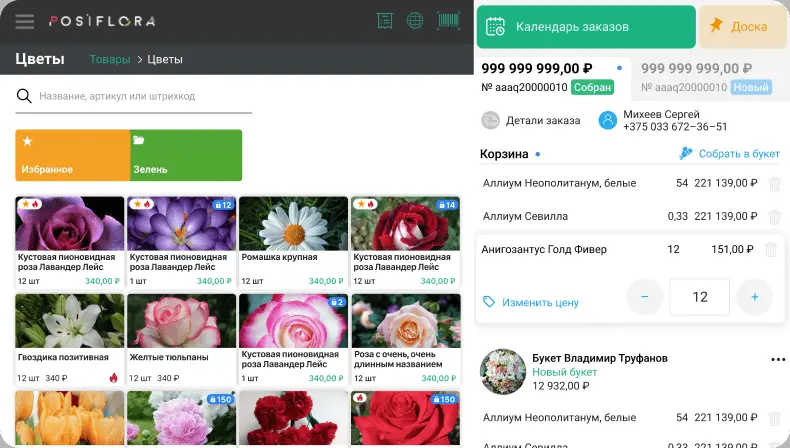 POSIFLORA
Цветы
Товары > Цветы
Название, артикул или штрихкод
Избранное
Зелень
12
14
Кустовая пионовидная
роза Лавандер Лейс
12 шт 340,00 ₽
Кустовая пионовидная
роза Лавандер Лейс
1 шт 340,00 ₽
Ромашка крупная
12 шт 340,00 ₽
Кустовая пионовидная
роза Лавандер Лейс
12 шт 340,00 ₽
2
Гвоздика позитивная
12 шт 340 ₽
Желтые тюльпаны
12 шт 340 ₽
Кустовая пионовидная
роза Лавандер Лейс
1 шт 340,00 ₽
Роза с очень, очень
длинным названием
12 шт 340,00 ₽
150
150
Календарь заказов
Доска
999 999 999,00 ₽
№ aaaq20000010 Собран
999 999 999,00 ₽
№ aaaq20000010 Новый
Детали заказа
Михеев Сергей
+375 033 672–36–51
Корзина
Собрать в букет
Аллиум Неополитанум, белые 54 221 139,00 ₽
Аллиум Севилла 0,33 221 139,00 ₽
Анигозантус Голд Фивер 12 151,00 ₽
Изменить цену
− 12 +
Букет Владимир Труфанов
Новый букет
12 932,00 ₽
Аллиум Неополитанум, белые 54 221 139,00 ₽
Аллиум Севилла 0,33 221 139,00 ₽